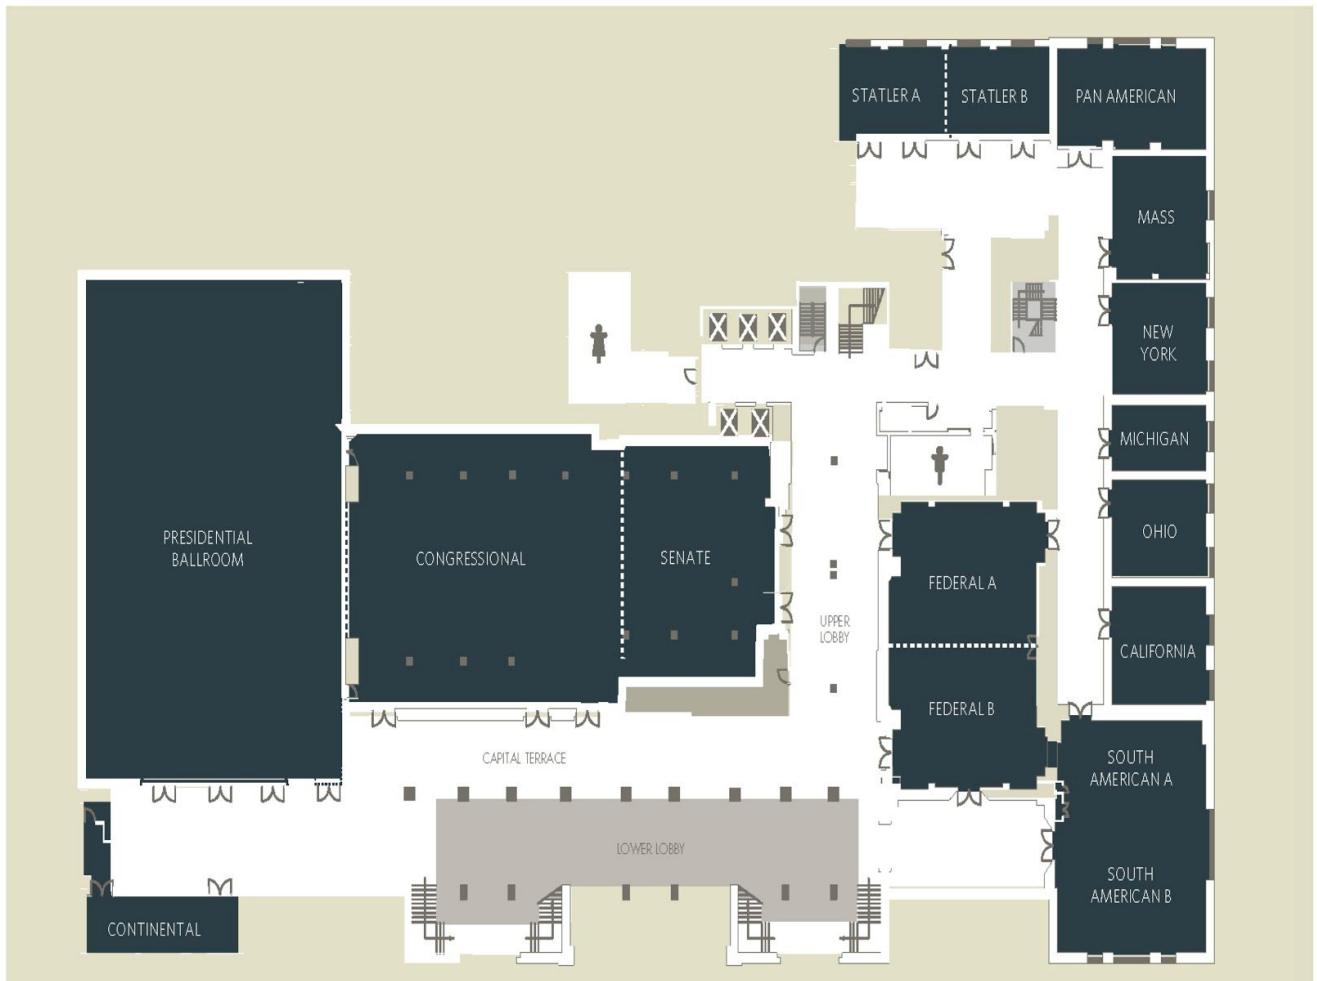 STATLER A
STATLER B
PAN AMERICAN
MASS
NEW
YORK
MICHIGAN
OHIO
CALIFORNIA
PRESIDENTIAL
BALLROOM
CONGRESSIONAL
SENATE
UPPER
LOBBY
FEDERAL A
FEDERAL B
CAPITAL TERRACE
SOUTH
AMERICAN A
LOWER LOBBY
SOUTH
AMERICAN B
CONTINENTAL